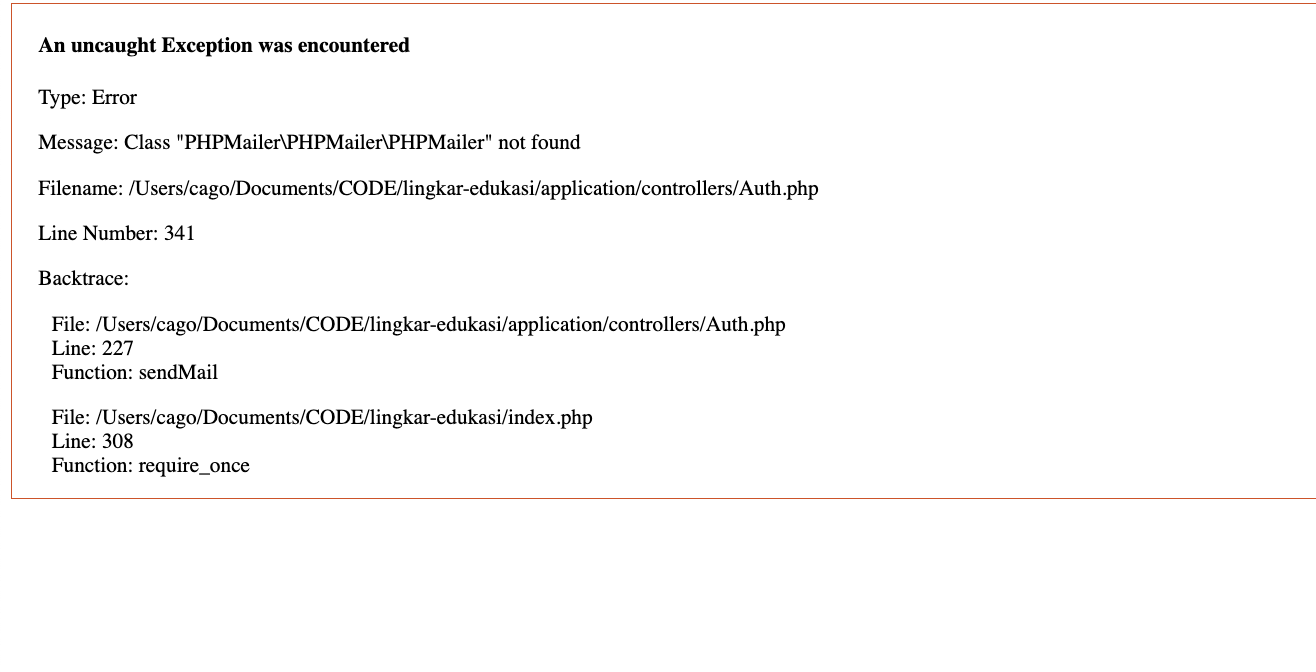 An uncaught Exception was encountered
Type: Error
Message: Class "PHPMailer\PHPMailer\PHPMailer" not found
Filename: /Users/cago/Documents/CODE/lingkar-edukasi/application/controllers/Auth.php
Line Number: 341
Backtrace:
File: /Users/cago/Documents/CODE/lingkar-edukasi/application/controllers/Auth.php
Line: 227
Function: sendMail
File: /Users/cago/Documents/CODE/lingkar-edukasi/index.php
Line: 308
Function: require_once